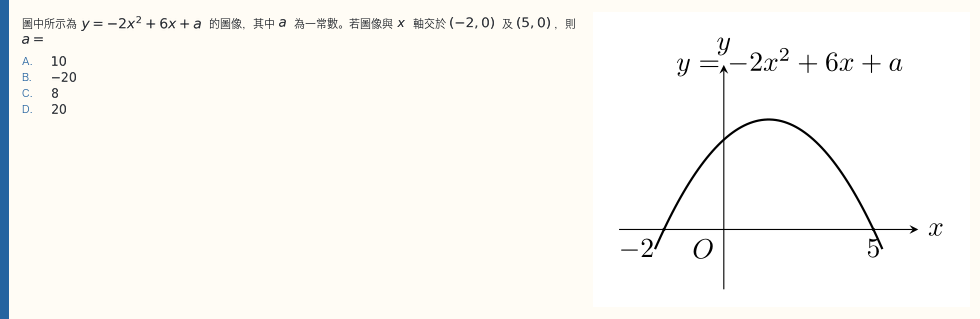 圖中所示為 y = −2x² + 6x + a 的圖像，其中 a 為一常數。若圖像與 x 軸交於 (−2, 0) 及 (5, 0)，則
a =
A. 10
B. −20
C. 8
D. 20
y
y = −2x² + 6x + a
x
−2
O
5